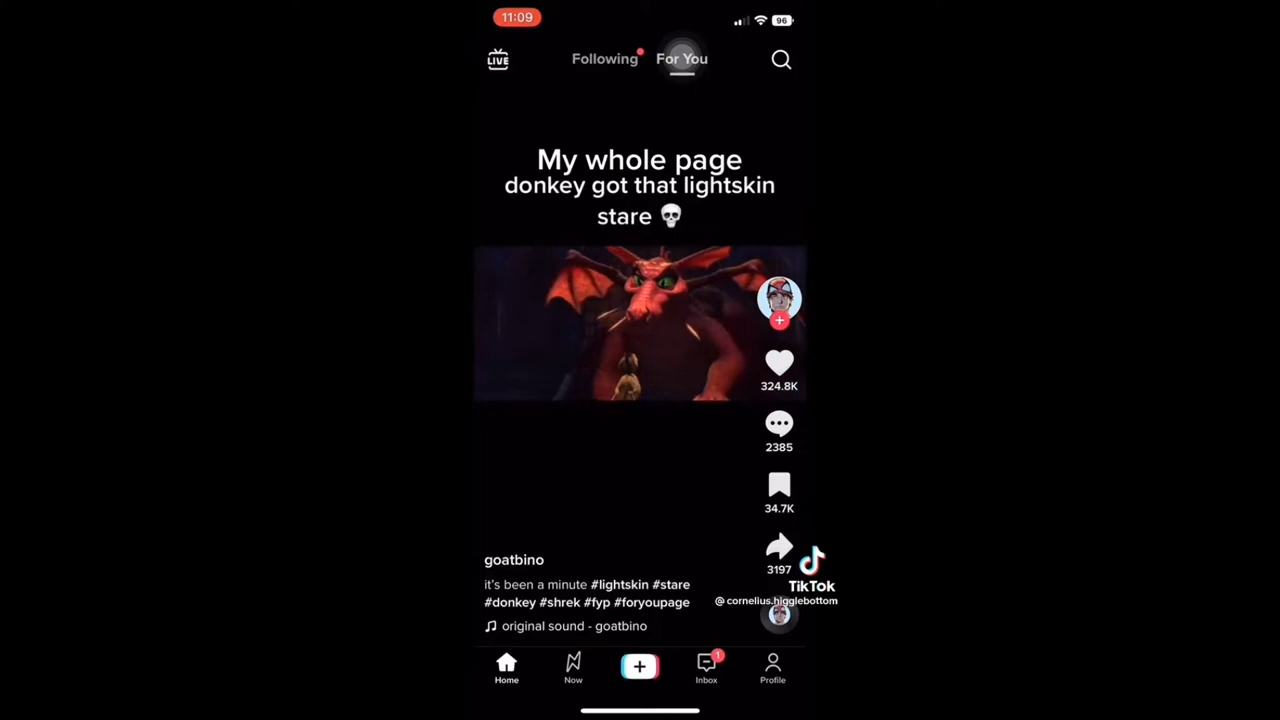 11:09
96
LIVE
Following
For You
My whole page
donkey got that lightskin
stare 💀
324.8K
2385
34.7K
3197
TikTok
@ cornelius.higglebottom
goatbino
it's been a minute #lightskin #stare
#donkey #shrek #fyp #foryoupage
original sound - goatbino
1
Home
Now
Inbox
Profile